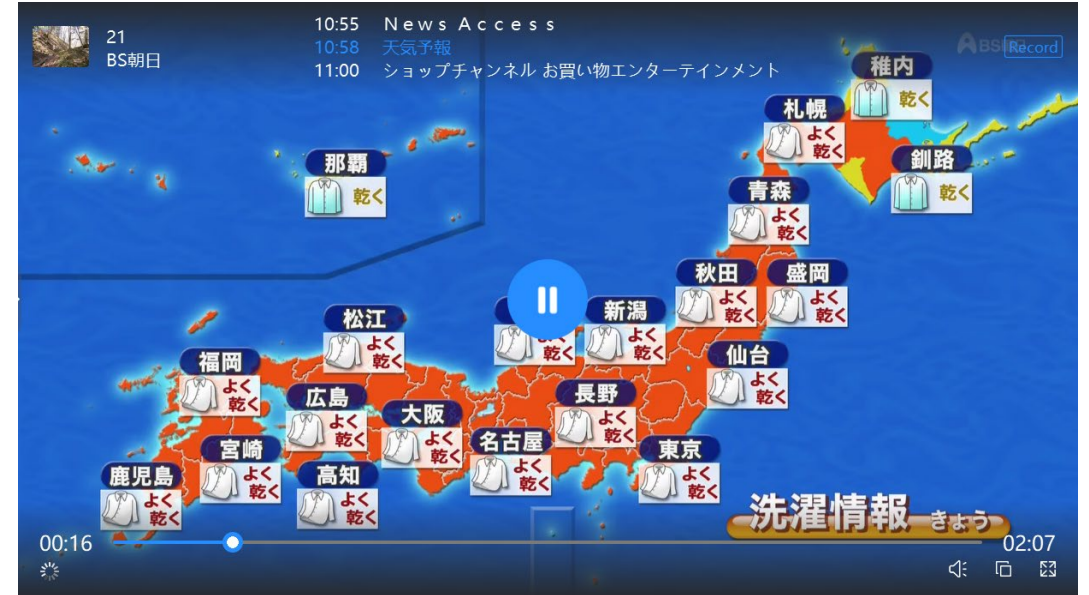 21
BS朝日
10:55 News Access
10:58 天気予報
11:00 ショップチャンネル お買い物エンターテインメント
Record
稚内
乾く
札幌
よく
乾く
釧路
乾く
那覇
乾く
青森
よく
乾く
秋田
よく
乾く
盛岡
よく
乾く
新潟
よく
乾く
よく
乾く
松江
よく
乾く
仙台
よく
乾く
福岡
よく
乾く
広島
よく
乾く
長野
よく
乾く
大阪
よく
乾く
名古屋
よく
乾く
東京
よく
乾く
宮崎
よく
乾く
高知
よく
乾く
鹿児島
よく
乾く
洗濯情報 きょう
00:16
02:07